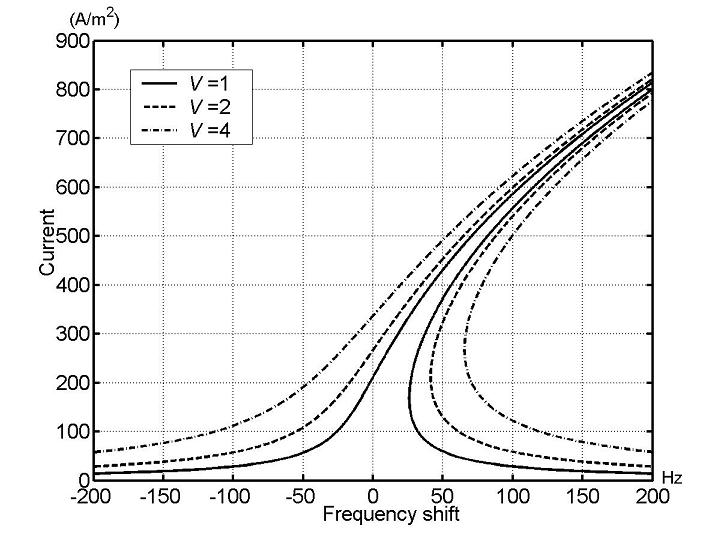 (A/m²)
900
800
700
600
500
400
300
200
100
0
Current
V =1
V =2
V =4
-200 -150 -100 -50 0 50 100 150 200 Hz
Frequency shift